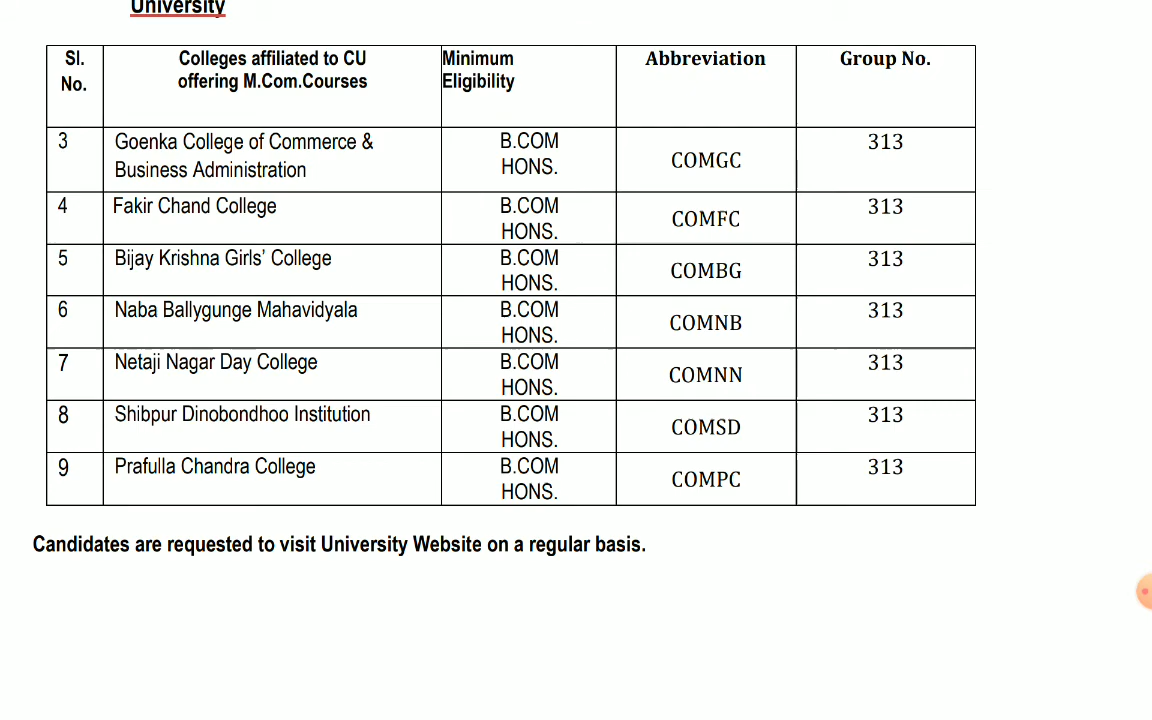 University
Sl. No. Colleges affiliated to CU offering M.Com.Courses Minimum Eligibility Abbreviation Group No.
3 Goenka College of Commerce & Business Administration B.COM HONS. COMGC 313
4 Fakir Chand College B.COM HONS. COMFC 313
5 Bijay Krishna Girls’ College B.COM HONS. COMBG 313
6 Naba Ballygunge Mahavidyala B.COM HONS. COMNB 313
7 Netaji Nagar Day College B.COM HONS. COMNN 313
8 Shibpur Dinobondhoo Institution B.COM HONS. COMSD 313
9 Prafulla Chandra College B.COM HONS. COMPC 313
Candidates are requested to visit University Website on a regular basis.